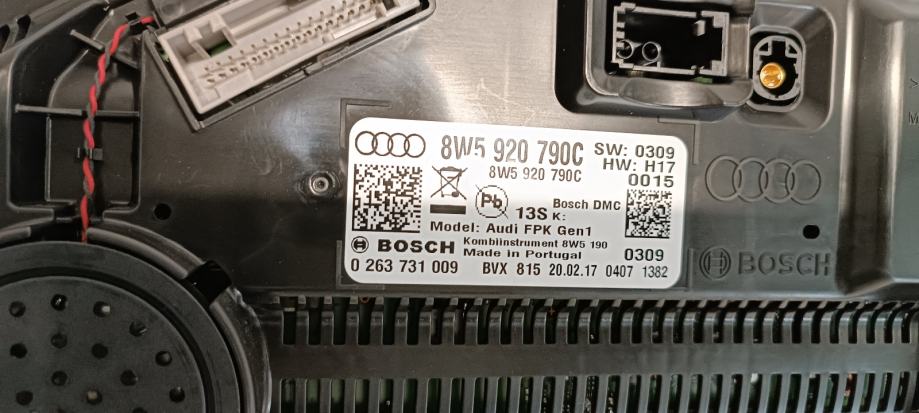 8W5 920 790C
SW: 0309
HW: H17
0015
8W5 920 790C
Pb
13S K:
Bosch DMC
Model: Audi FPK Gen1
BOSCH
Kombiinstrument 8W5 190
Made in Portugal
0309
0 263 731 009
BVX 815 20.02.17 0407 1382
BOSCH